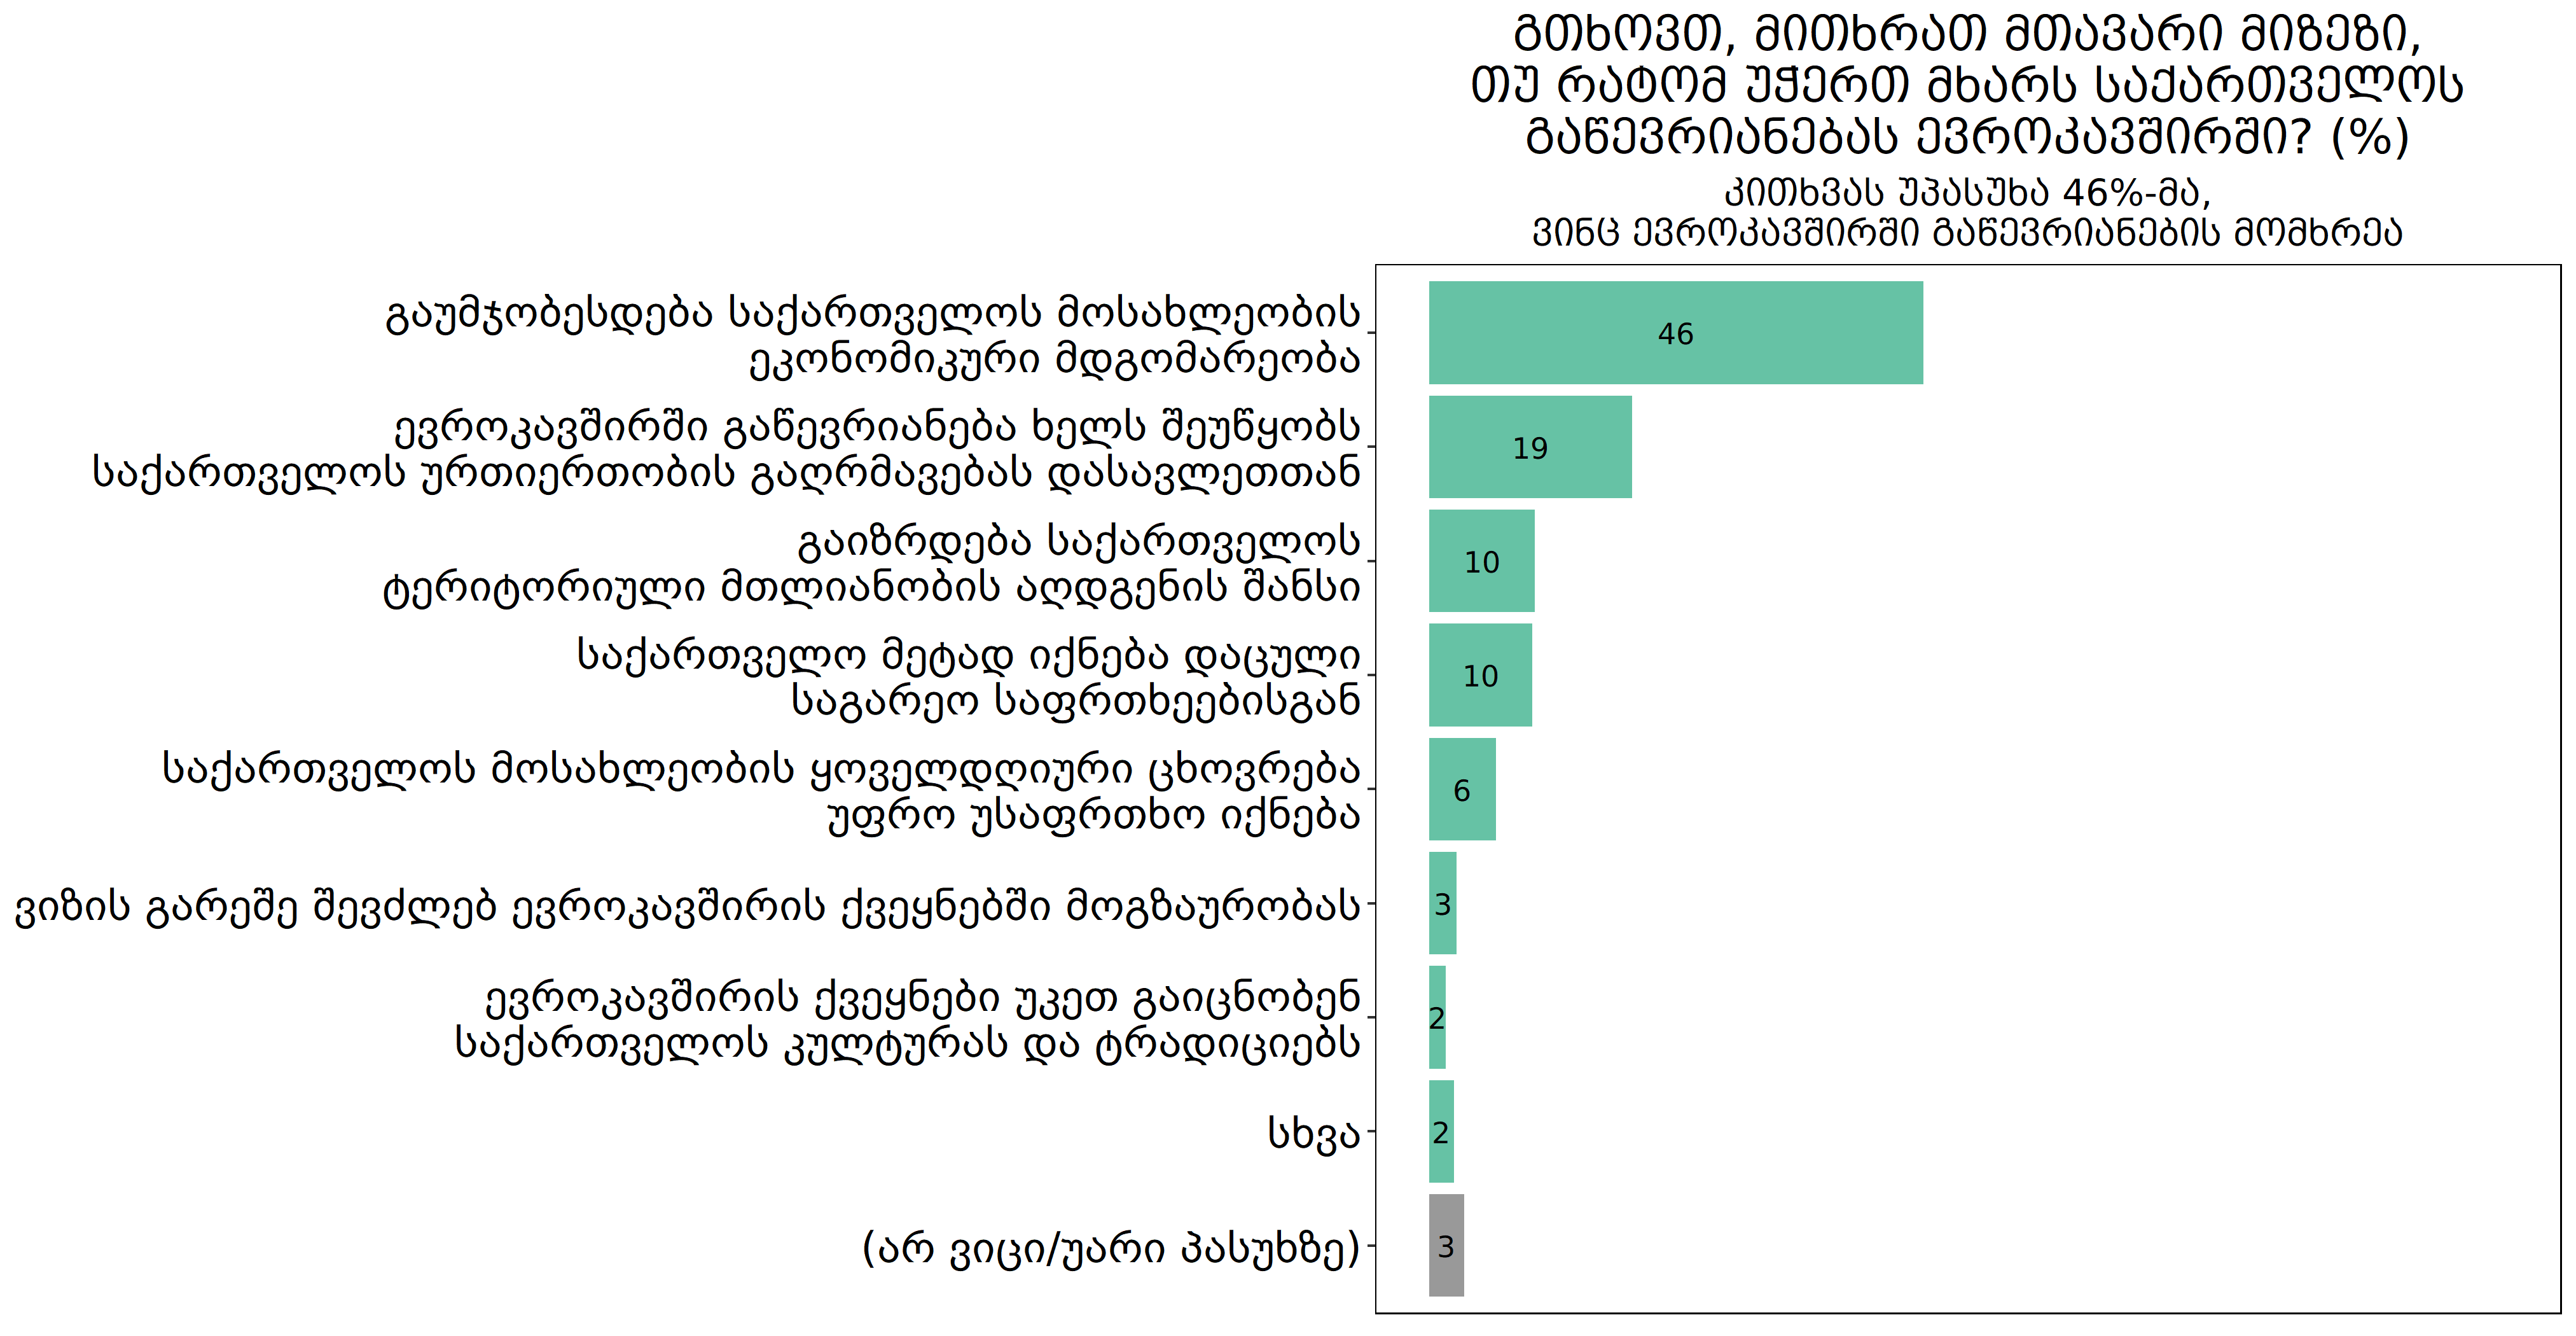 გთხოვთ, მითხრათ მთავარი მიზეზი,
თუ რატომ უჭერთ მხარს საქართველოს
გაწევრიანებას ევროკავშირში? (%)
კითხვას უპასუხა 46%-მა,
ვინც ევროკავშირში გაწევრიანების მომხრეა
გაუმჯობესდება საქართველოს მოსახლეობის
ეკონომიკური მდგომარეობა
46
ევროკავშირში გაწევრიანება ხელს შეუწყობს
საქართველოს ურთიერთობის გაღრმავებას დასავლეთთან
19
გაიზრდება საქართველოს
ტერიტორიული მთლიანობის აღდგენის შანსი
10
საქართველო მეტად იქნება დაცული
საგარეო საფრთხეებისგან
10
საქართველოს მოსახლეობის ყოველდღიური ცხოვრება
უფრო უსაფრთხო იქნება
6
ვიზის გარეშე შევძლებ ევროკავშირის ქვეყნებში მოგზაურობას
3
ევროკავშირის ქვეყნები უკეთ გაიცნობენ
საქართველოს კულტურას და ტრადიციებს
2
სხვა
2
(არ ვიცი/უარი პასუხზე)
3